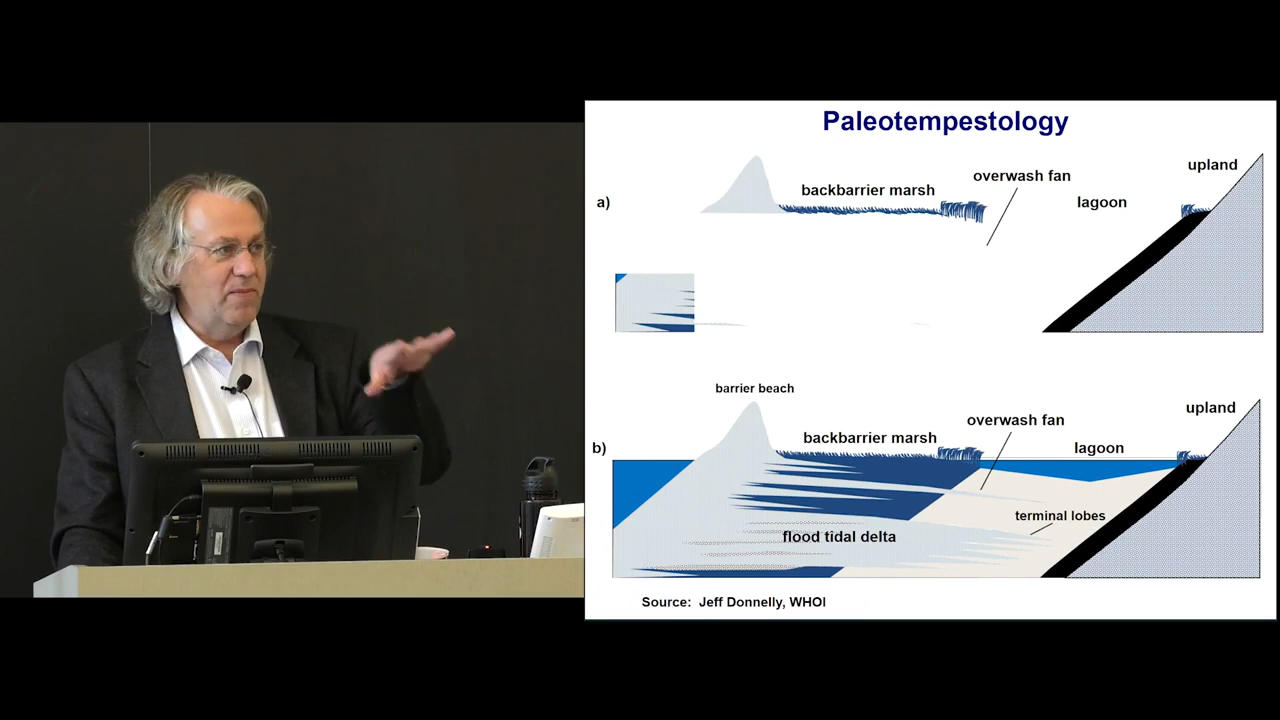 Paleotempestology
upland
overwash fan
backbarrier marsh
a)
lagoon
barrier beach
upland
overwash fan
backbarrier marsh
b)
lagoon
terminal lobes
flood tidal delta
Source: Jeff Donnelly, WHOI